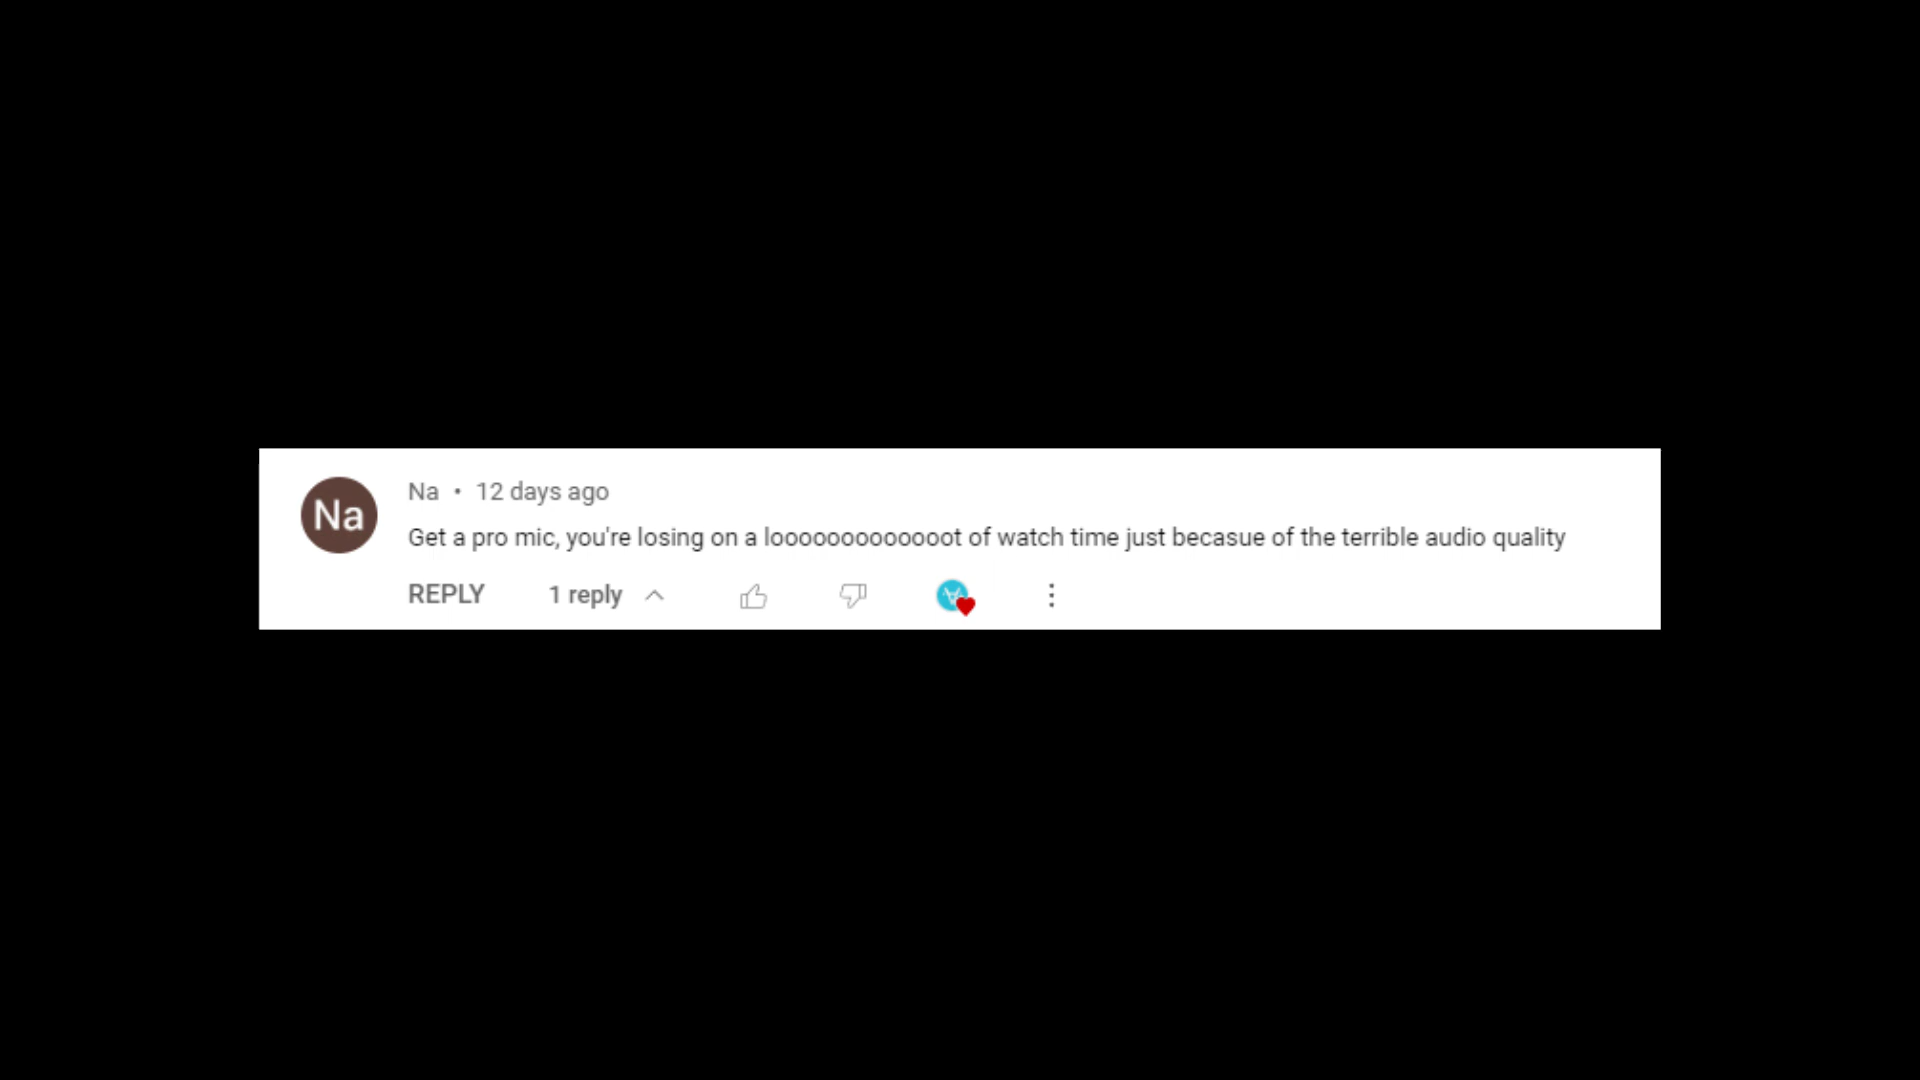 Na
Na • 12 days ago
Get a pro mic, you're losing on a looooooooooooot of watch time just becasue of the terrible audio quality
REPLY 1 reply